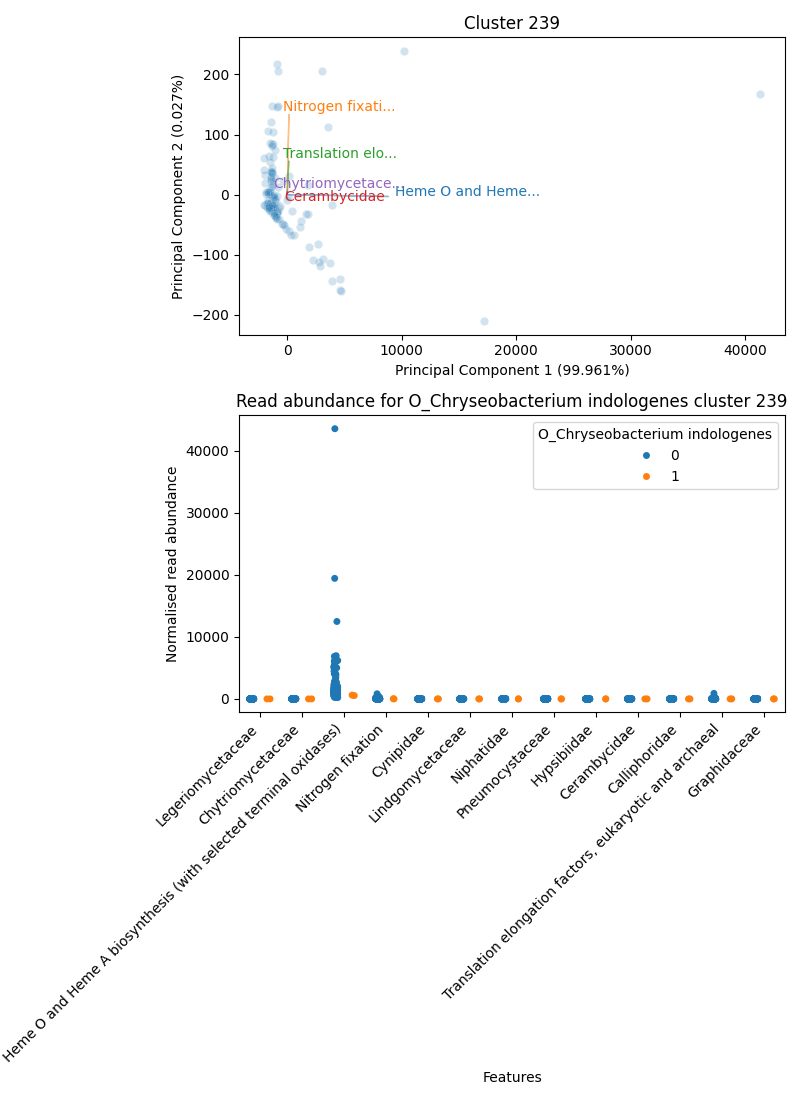 Cluster 239
Principal Component 2 (0.027%)
200
100
0
−100
−200
Nitrogen fixati...
Translation elo...
Chytriomycetace...
Heme O and Heme...
Cerambycidae
0
10000
20000
30000
40000
Principal Component 1 (99.961%)
Read abundance for O_Chryseobacterium indologenes cluster 239
Normalised read abundance
40000
30000
20000
10000
0
O_Chryseobacterium indologenes
0
1
Legeriomycetaceae
Chytriomycetaceae
Heme O and Heme A biosynthesis (with selected terminal oxidases)
Nitrogen fixation
Cynipidae
Lindgomycetaceae
Niphatidae
Pneumocystaceae
Hypsibiidae
Cerambycidae
Calliphoridae
Translation elongation factors, eukaryotic and archaeal
Graphidaceae
Features